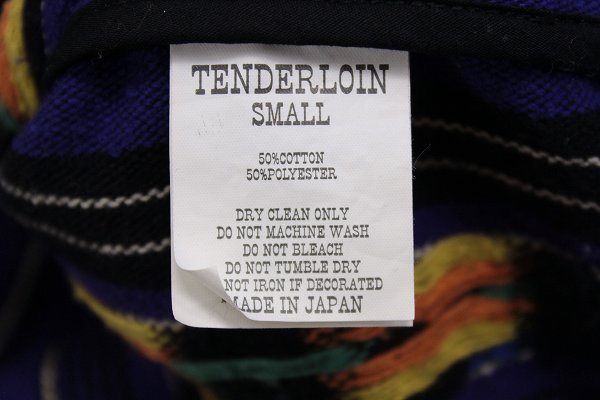 TENDERLOIN
SMALL
50%COTTON
50%POLYESTER
DRY CLEAN ONLY
DO NOT MACHINE WASH
DO NOT BLEACH
DO NOT TUMBLE DRY
NOT IRON IF DECORATED
MADE IN JAPAN